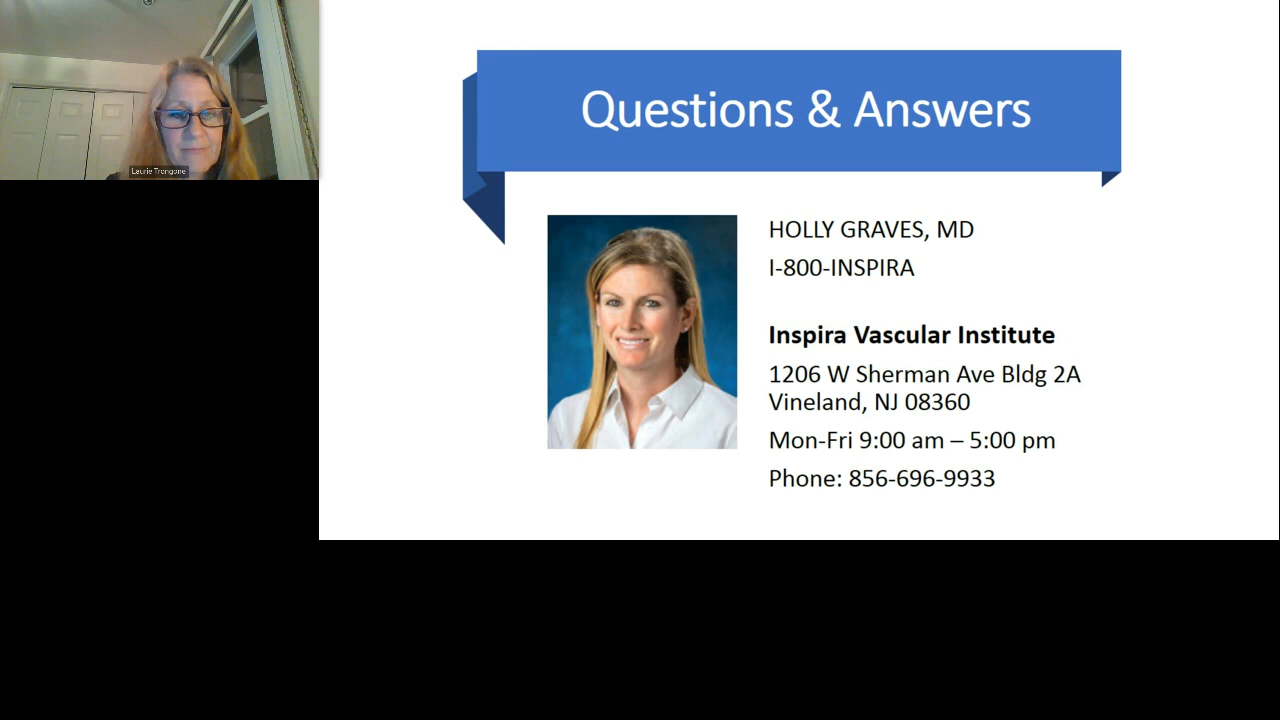 Laurie Trongone
Questions & Answers
HOLLY GRAVES, MD
I-800-INSPIRA
Inspira Vascular Institute
1206 W Sherman Ave Bldg 2A
Vineland, NJ 08360
Mon-Fri 9:00 am – 5:00 pm
Phone: 856-696-9933